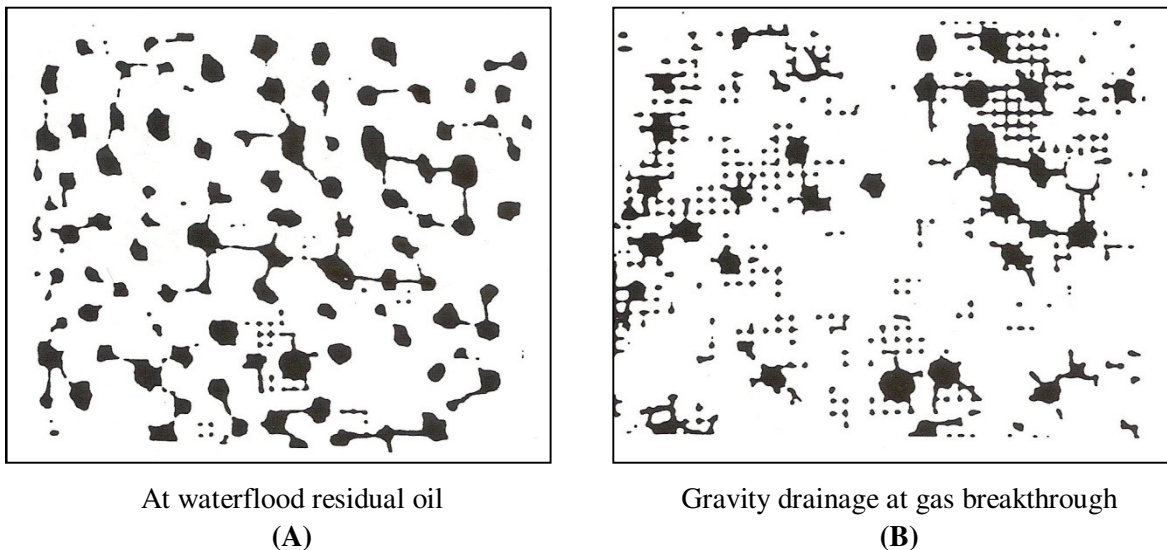 At waterflood residual oil
(A)
Gravity drainage at gas breakthrough
(B)